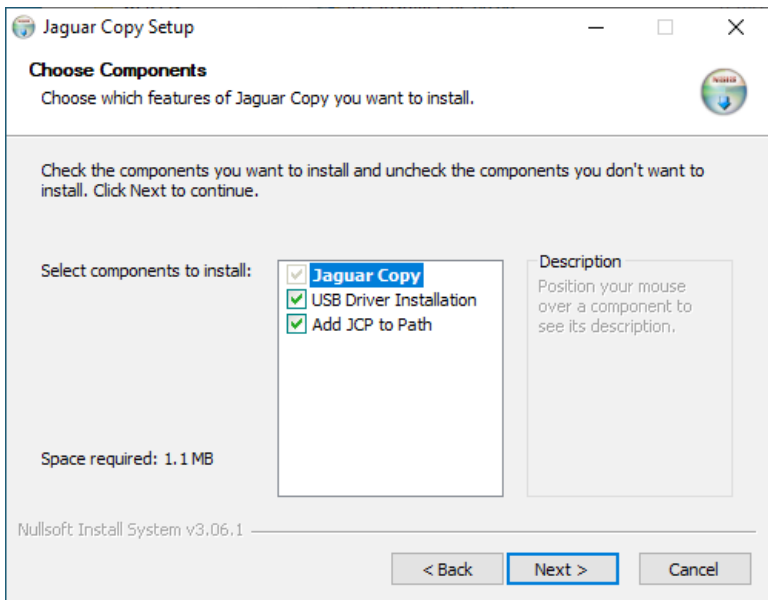 Jaguar Copy Setup
Choose Components
Choose which features of Jaguar Copy you want to install.
Check the components you want to install and uncheck the components you don't want to
install. Click Next to continue.
Select components to install:
Jaguar Copy
USB Driver Installation
Add JCP to Path
Description
Position your mouse
over a component to
see its description.
Space required: 1.1 MB
Nullsoft Install System v3.06.1
< Back
Next >
Cancel